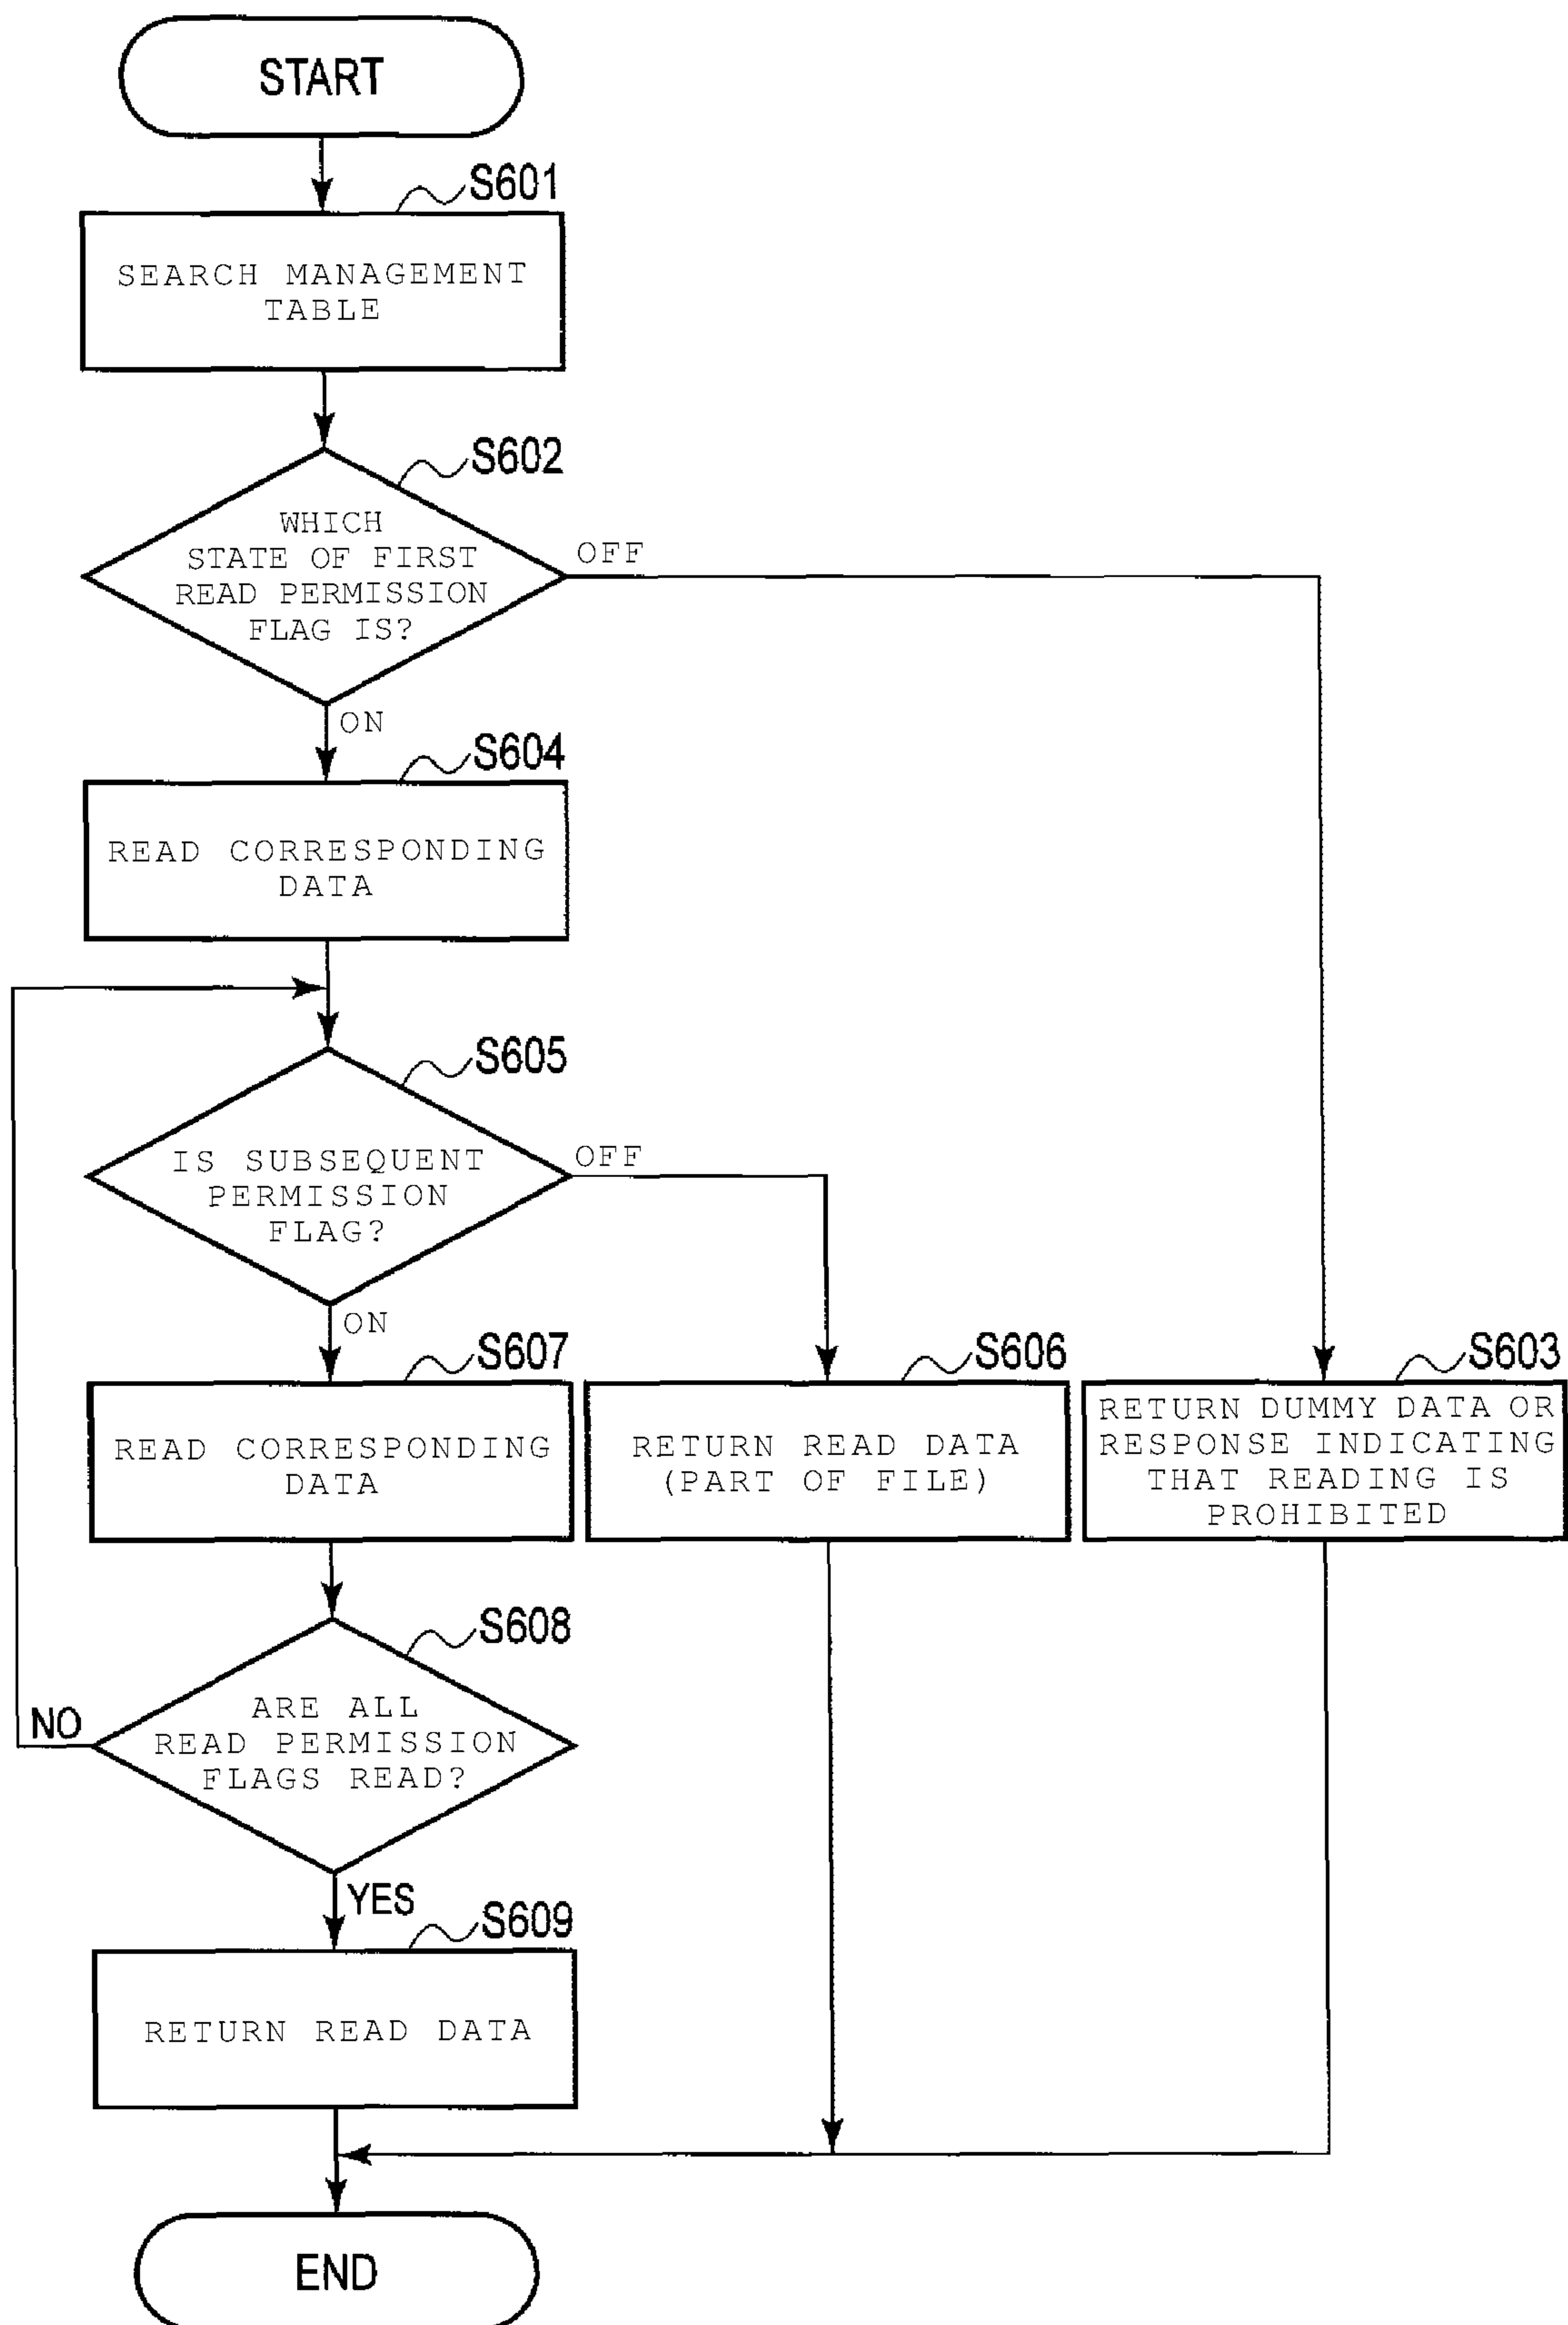 START
S601
SEARCH MANAGEMENT
TABLE
S602
WHICH
STATE OF FIRST
READ PERMISSION
FLAG IS?
OFF
ON
S604
READ CORRESPONDING
DATA
S605
IS SUBSEQUENT
PERMISSION
FLAG?
OFF
ON
S607
READ CORRESPONDING
DATA
S606
RETURN READ DATA
(PART OF FILE)
S603
RETURN DUMMY DATA OR
RESPONSE INDICATING
THAT READING IS
PROHIBITED
S608
ARE ALL
READ PERMISSION
FLAGS READ?
NO
YES
S609
RETURN READ DATA
END